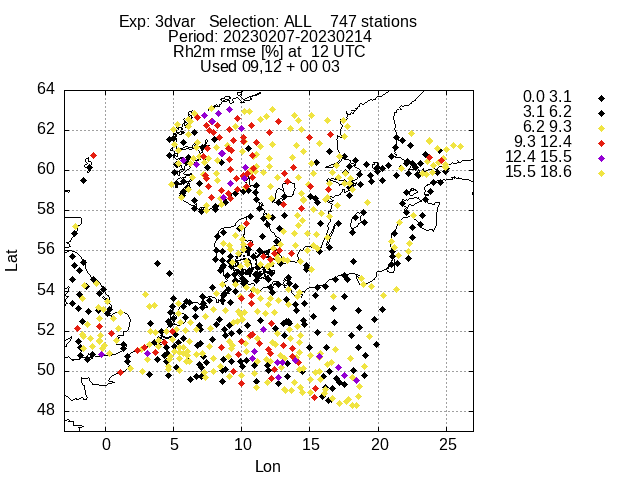 Exp: 3dvar   Selection: ALL    747 stations
Period: 20230207-20230214
Rh2m rmse [%] at  12 UTC
Used 09,12 + 00 03
0.0 3.1
3.1 6.2
6.2 9.3
9.3 12.4
12.4 15.5
15.5 18.6
64
62
60
58
56
54
52
50
48
Lat
0 5 10 15 20 25
Lon